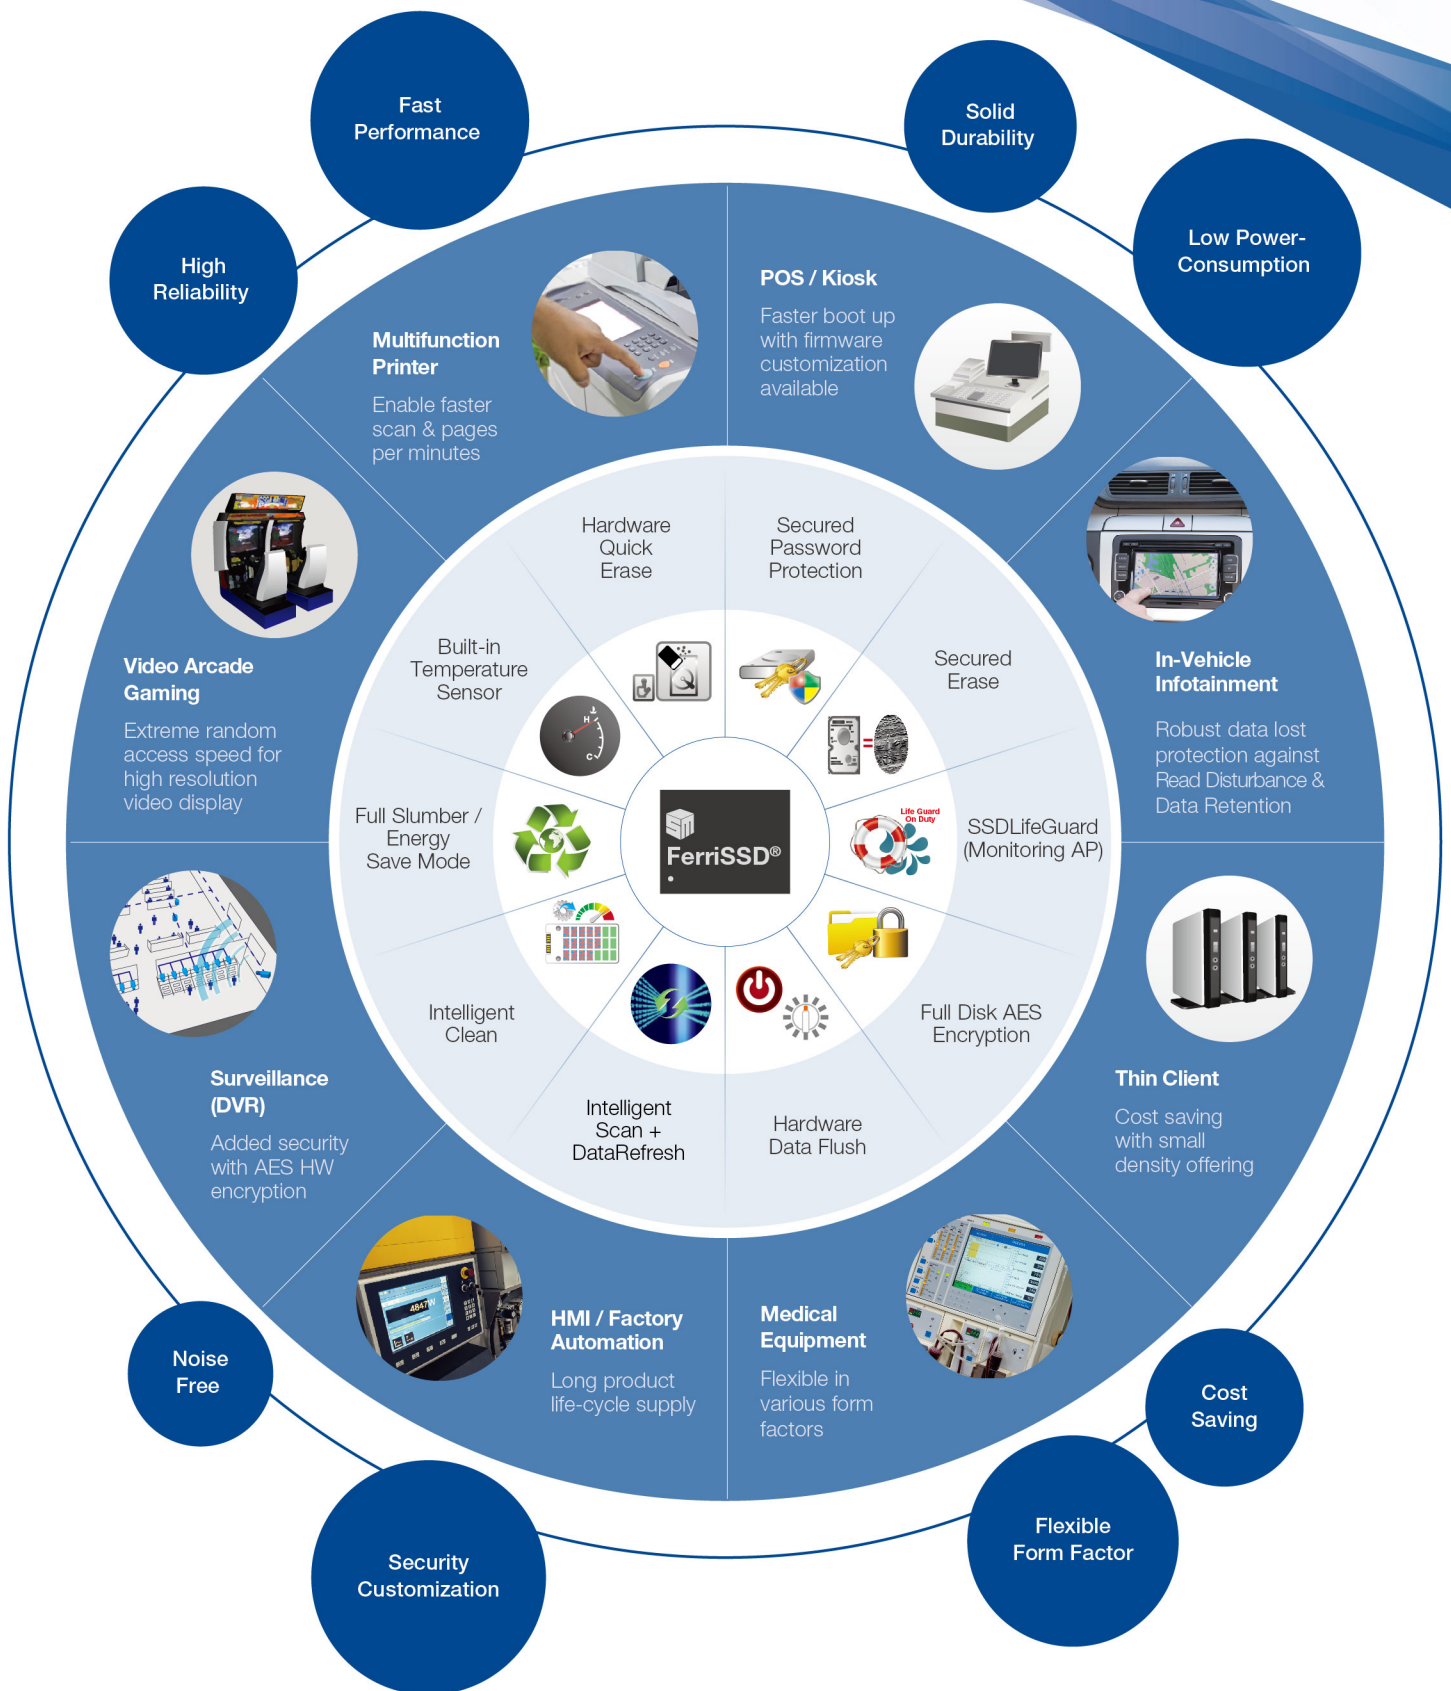 Fast
Performance
Solid
Durability
High
Reliability
Low Power-
Consumption
Multifunction
Printer
Enable faster
scan & pages
per minutes
POS / Kiosk
Faster boot up
with firmware
customization
available
Video Arcade
Gaming
Extreme random
access speed for
high resolution
video display
In-Vehicle
Infotainment
Robust data lost
protection against
Read Disturbance &
Data Retention
Hardware
Quick
Erase
Secured
Password
Protection
Built-in
Temperature
Sensor
H
C
Secured
Erase
=
Full Slumber /
Energy
Save Mode
SM
FerriSSD®
Life Guard
On Duty
SSDLifeGuard
(Monitoring AP)
Intelligent
Clean
Full Disk AES
Encryption
Intelligent
Scan +
DataRefresh
Hardware
Data Flush
Surveillance
(DVR)
Added security
with AES HW
encryption
Thin Client
Cost saving
with small
density offering
4847W
HMI / Factory
Automation
Long product
life-cycle supply
Medical
Equipment
Flexible in
various form
factors
Noise
Free
Cost
Saving
Security
Customization
Flexible
Form Factor